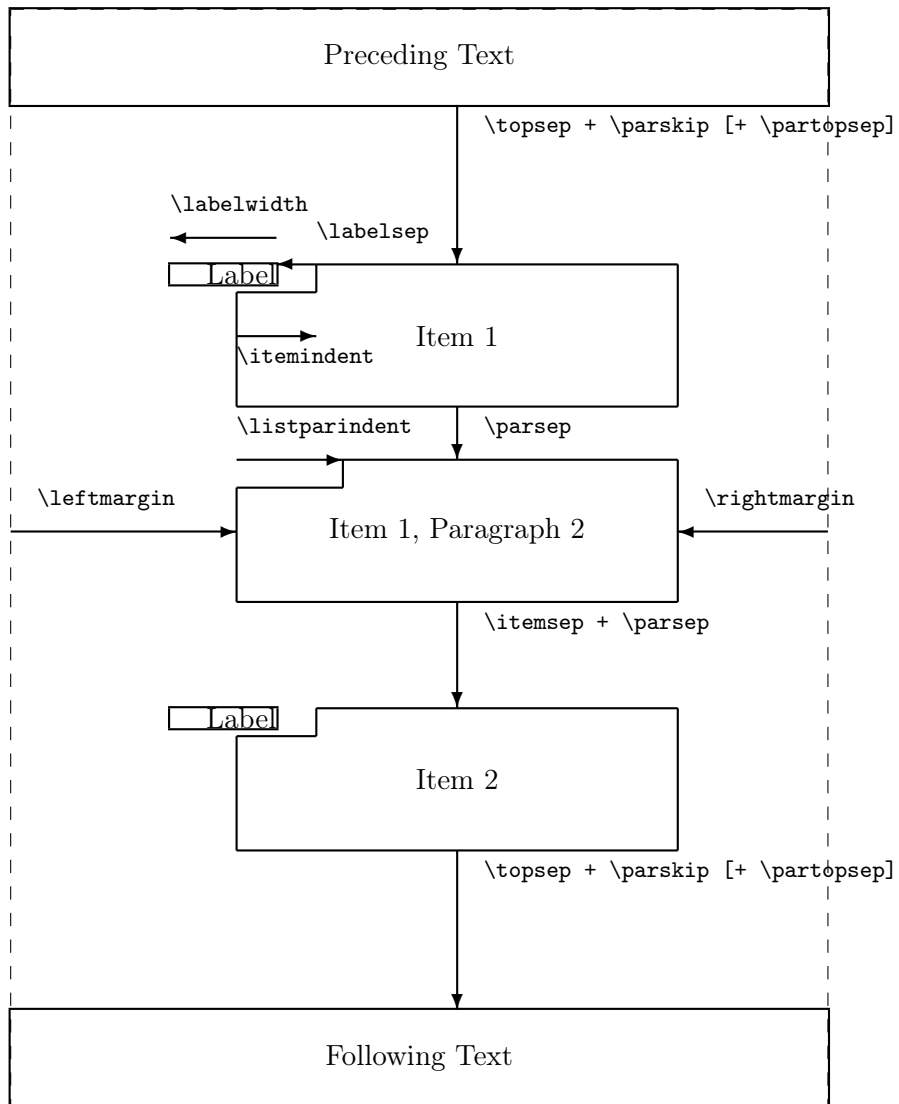 Preceding Text
\topsep + \parskip [+ \partopsep]
\labelwidth
\labelsep
Label
Item 1
\itemindent
\listparindent
\parsep
\leftmargin
\rightmargin
Item 1, Paragraph 2
\itemsep + \parsep
Label
Item 2
\topsep + \parskip [+ \partopsep]
Following Text